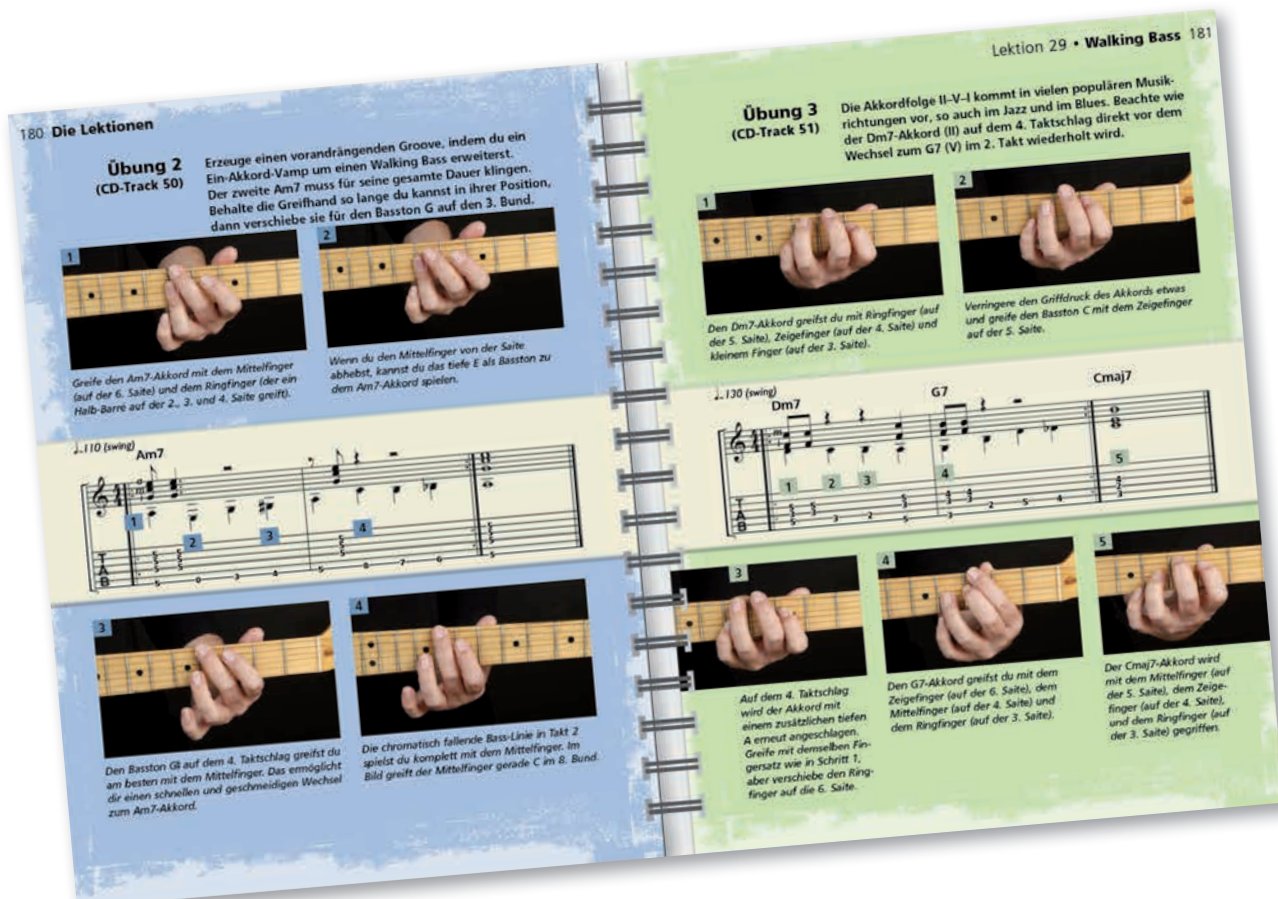 180 Die Lektionen
Übung 2
(CD-Track 50)
Erzeuge einen vorandrängenden Groove, indem du ein
Ein-Akkord-Vamp um einen Walking Bass erweiterst.
Der zweite Am7 muss für seine gesamte Dauer klingen.
Behalte die Greifhand so lange du kannst in ihrer Position,
dann verschiebe sie für den Basston G auf den 3. Bund.
1
2
Greife den Am7-Akkord mit dem Mittelfinger
(auf der 6. Saite) und dem Ringfinger (der ein
Halb-Barré auf der 2., 3. und 4. Saite greift).
Wenn du den Mittelfinger von der Saite
abhebst, kannst du das tiefe E als Basston zu
dem Am7-Akkord spielen.
110 (swing)
Am7
1
2
3
4
T
A
B
3
4
Den Basston G# auf dem 4. Taktschlag greifst du
am besten mit dem Mittelfinger. Das ermöglicht
dir einen schnellen und geschmeidigen Wechsel
zum Am7-Akkord.
Die chromatisch fallende Bass-Linie in Takt 2
spielst du komplett mit dem Mittelfinger. Im
Bild greift der Mittelfinger gerade C im 8. Bund.
Lektion 29 • Walking Bass 181
Übung 3
(CD-Track 51)
Die Akkordfolge II–V–I kommt in vielen populären Musik-
richtungen vor, so auch im Jazz und im Blues. Beachte wie
der Dm7-Akkord (II) auf dem 4. Taktschlag direkt vor dem
Wechsel zum G7 (V) im 2. Takt wiederholt wird.
1
2
Den Dm7-Akkord greifst du mit Ringfinger (auf
der 5. Saite), Zeigefinger (auf der 4. Saite) und
kleinem Finger (auf der 3. Saite).
Verringere den Griffdruck des Akkords etwas
und greife den Basston C mit dem Zeigefinger
auf der 5. Saite.
130 (swing)
Dm7
G7
Cmaj7
1
2
3
4
5
T
A
B
3
4
5
Auf dem 4. Taktschlag
wird der Akkord mit
einem zusätzlichen tiefen
A erneut angeschlagen.
Greife mit demselben Fin-
gersatz wie in Schritt 1,
aber verschiebe den Ring-
finger auf die 6. Saite.
Den G7-Akkord greifst du mit dem
Zeigefinger (auf der 6. Saite), dem
Mittelfinger (auf der 4. Saite) und
dem Ringfinger (auf der 3. Saite).
Der Cmaj7-Akkord wird
mit dem Mittelfinger (auf
der 5. Saite), dem Zeige-
finger (auf der 4. Saite),
und dem Ringfinger (auf
der 3. Saite) gegriffen.